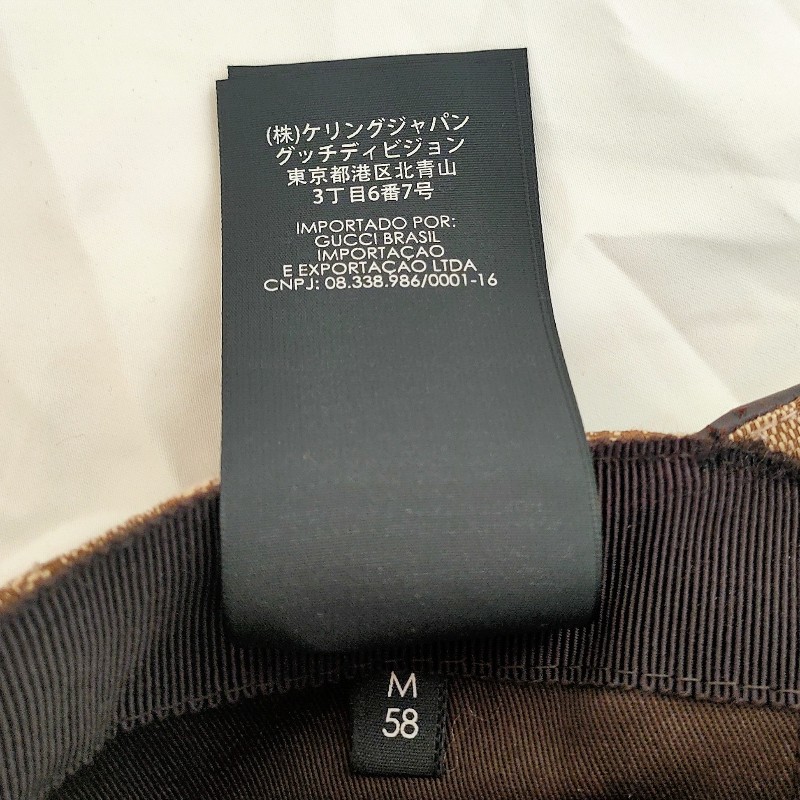 (株)ケリングジャパン
グッチディビジョン
東京都港区北青山
3丁目6番7号
IMPORTADO POR:
GUCCI BRASIL
IMPORTAÇAO
E EXPORTAÇAO LTDA
CNPJ: 08.338.986/0001-16
M
58